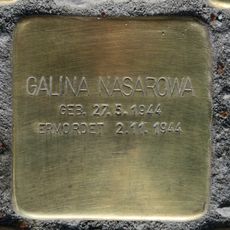 GALINA NASAROWA
GEB. 27.5.1944
ERMORDET 2.11.1944